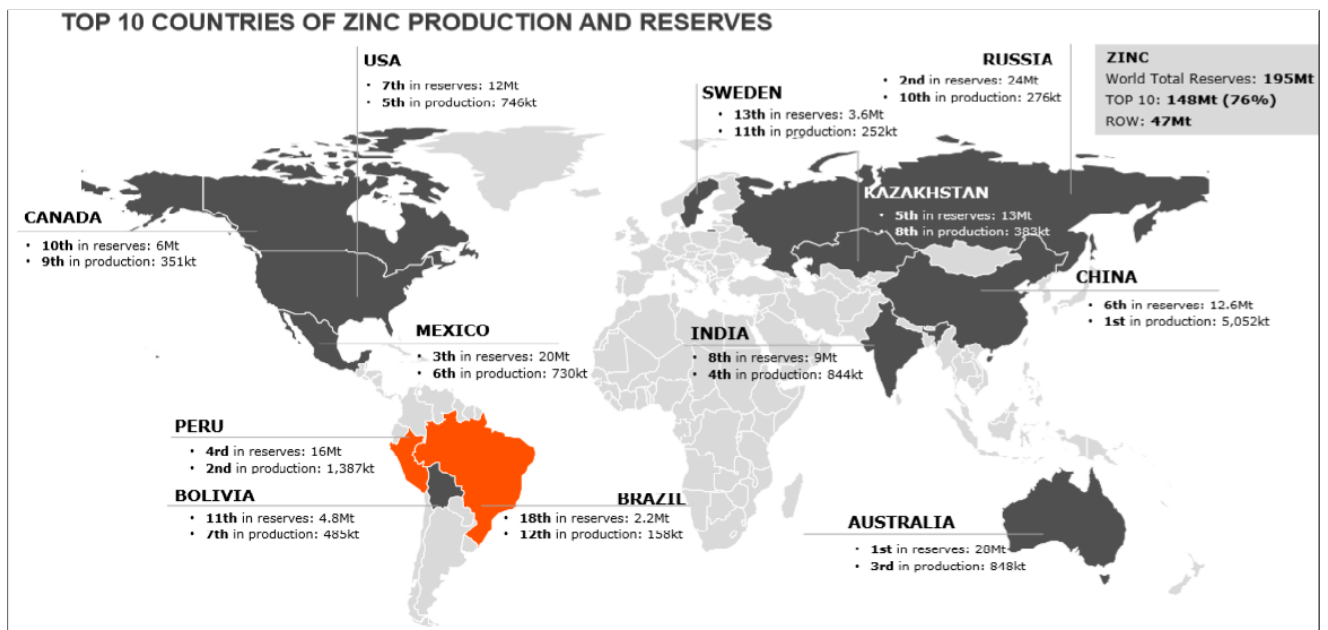 TOP 10 COUNTRIES OF ZINC PRODUCTION AND RESERVES
USA
• 7th in reserves: 12Mt
• 5th in production: 746kt
SWEDEN
• 13th in reserves: 3.6Mt
• 11th in production: 252kt
RUSSIA
• 2nd in reserves: 24Mt
• 10th in production: 276kt
ZINC
World Total Reserves: 195Mt
TOP 10: 148Mt (76%)
ROW: 47Mt
CANADA
• 10th in reserves: 6Mt
• 9th in production: 351kt
KAZAKHSTAN
• 5th in reserves: 13Mt
• 8th in production: 383kt
CHINA
• 6th in reserves: 12.6Mt
• 1st in production: 5,052kt
MEXICO
• 3th in reserves: 20Mt
• 6th in production: 730kt
INDIA
• 8th in reserves: 9Mt
• 4th in production: 844kt
PERU
• 4rd in reserves: 16Mt
• 2nd in production: 1,387kt
BOLIVIA
• 11th in reserves: 4.8Mt
• 7th in production: 485kt
BRAZIL
• 18th in reserves: 2.2Mt
• 12th in production: 158kt
AUSTRALIA
• 1st in reserves: 28Mt
• 3rd in production: 848kt